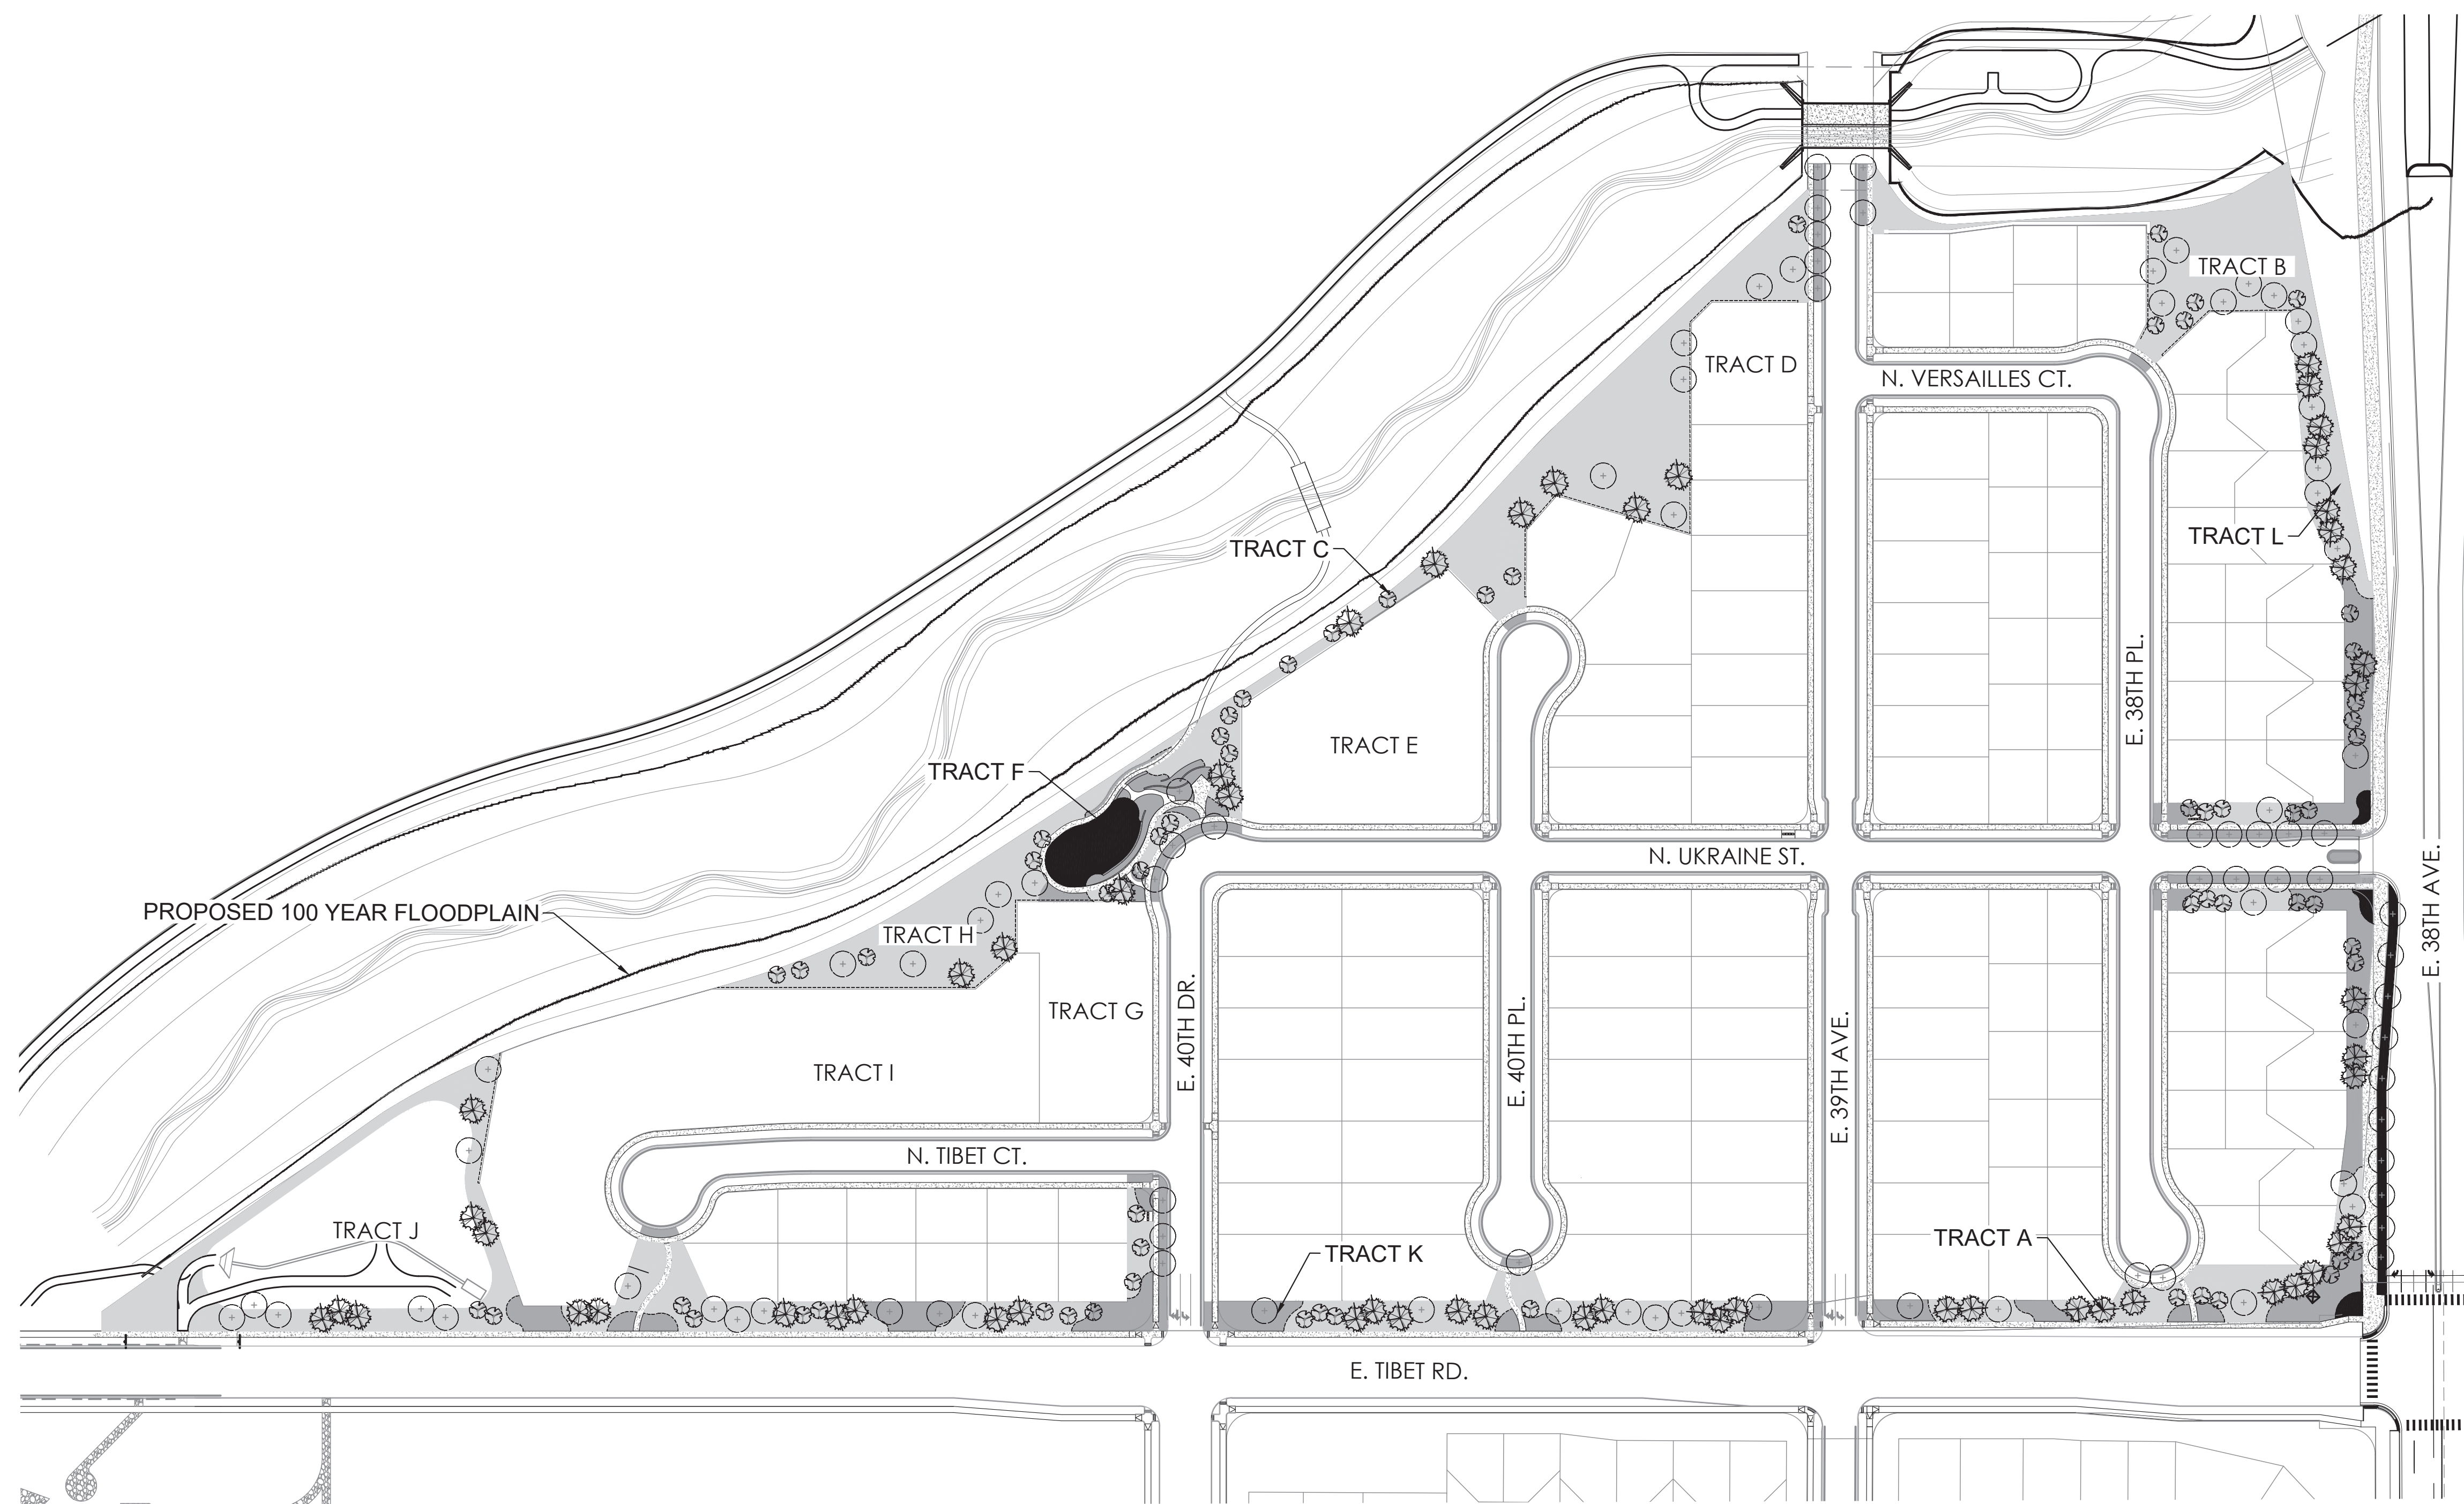 TRACT B
TRACT D
N. VERSAILLES CT.
TRACT L
TRACT C
E. 38TH PL.
TRACT E
TRACT F
N. UKRAINE ST.
E. 38TH AVE.
PROPOSED 100 YEAR FLOODPLAIN
TRACT H
TRACT G
E. 40TH DR.
E. 40TH PL.
E. 39TH AVE.
TRACT I
N. TIBET CT.
TRACT J
TRACT K
TRACT A
E. TIBET RD.